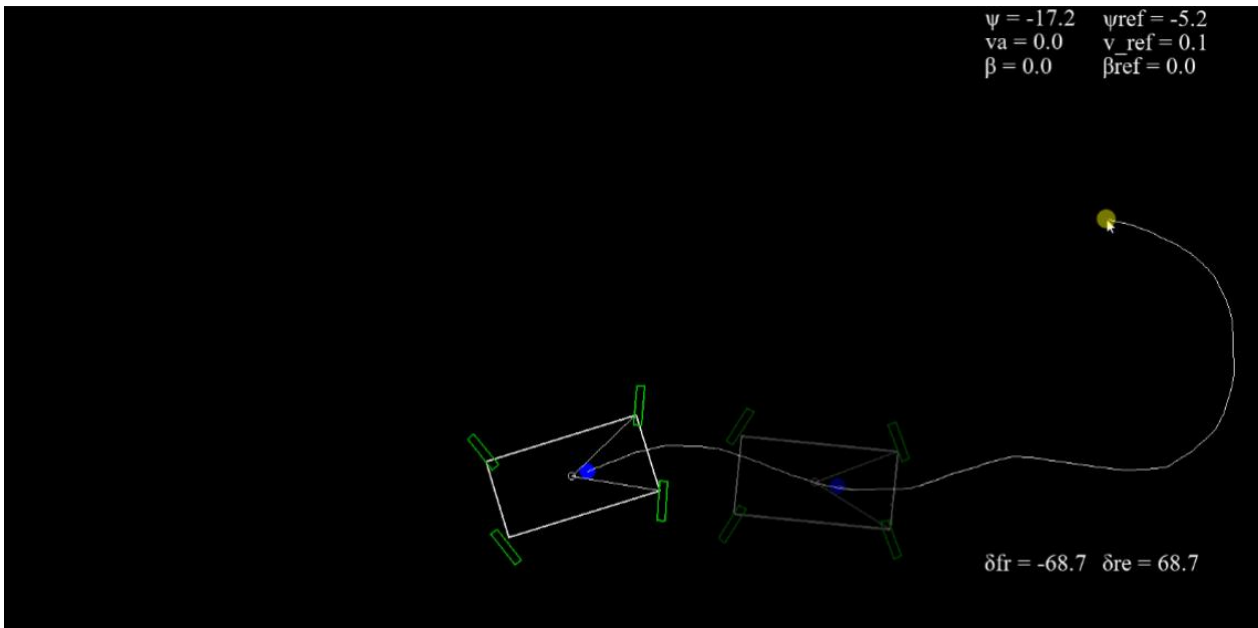 ψ = -17.2 ψref = -5.2
va = 0.0 v_ref = 0.1
β = 0.0 βref = 0.0
δfr = -68.7 δre = 68.7